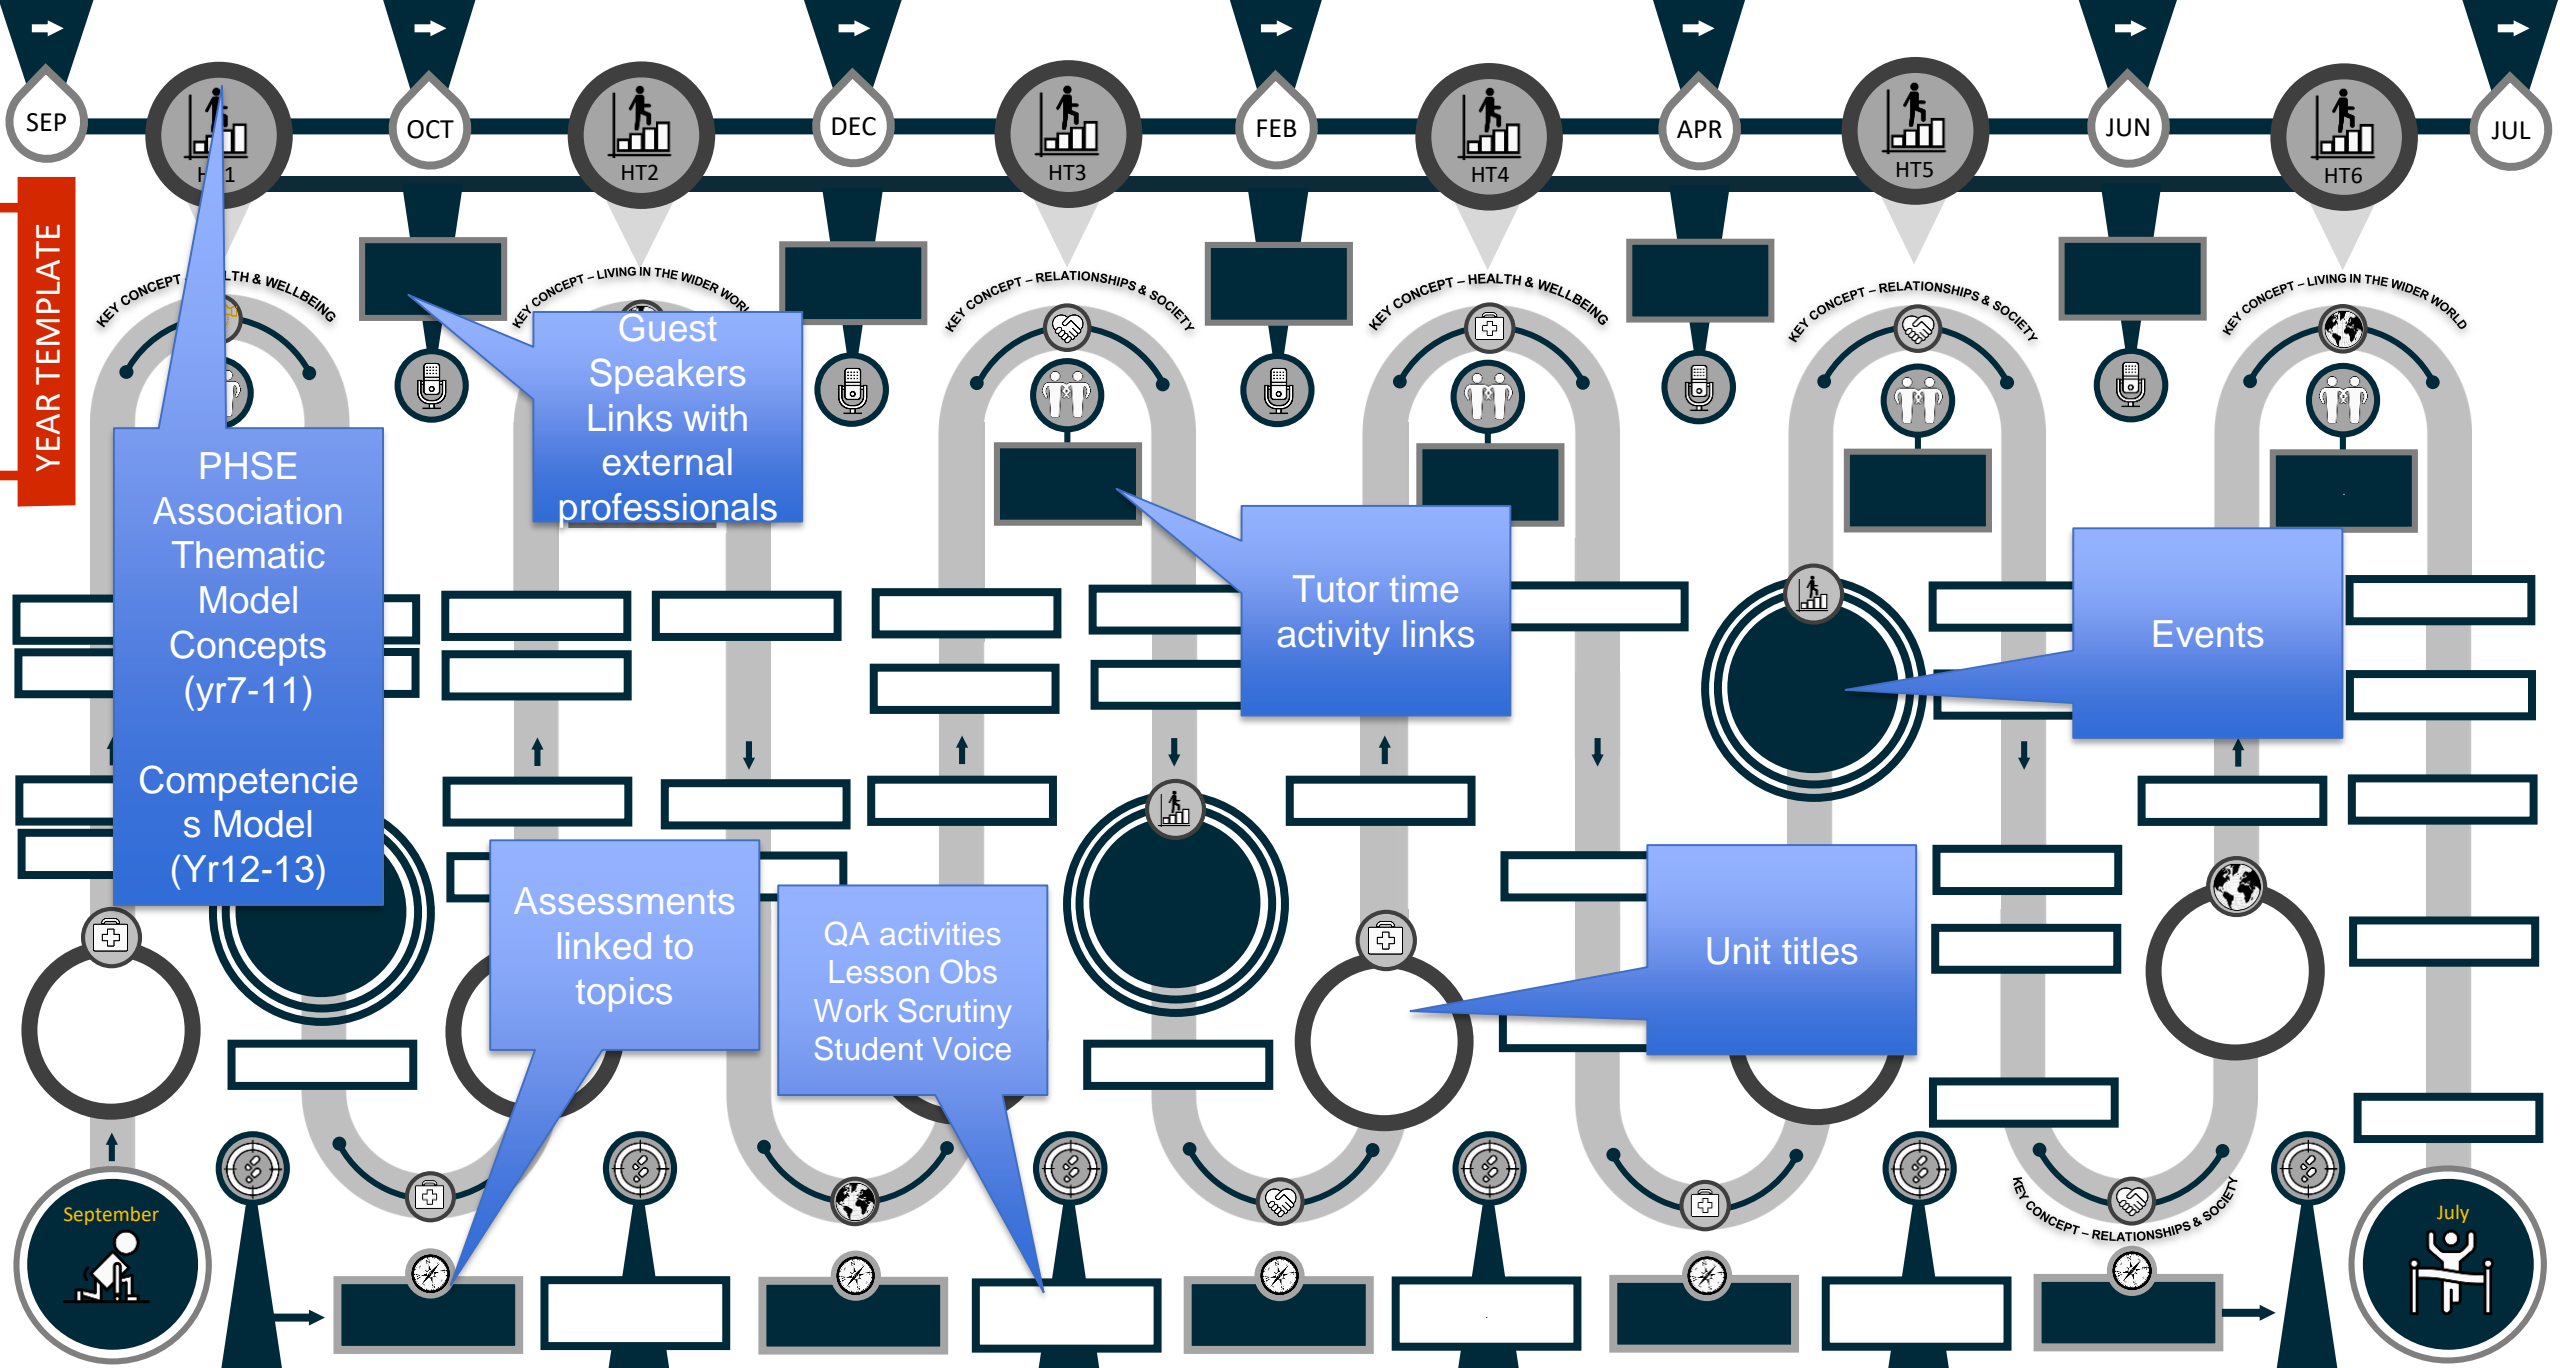 SEP
OCT
DEC
FEB
APR
JUN
JUL
HT2
HT3
HT4
HT5
HT6
YEAR TEMPLATE
KEY CONCEPT – LTH & WELLBEING
KEY CONCEPT – LIVING IN THE WIDER
KEY CONCEPT – RELATIONSHIPS & SOCIETY
KEY CONCEPT – HEALTH & WELLBEING
KEY CONCEPT – RELATIONSHIPS & SOCIETY
KEY CONCEPT – LIVING IN THE WIDER WORLD
Guest
Speakers
Links with
external
professionals
PHSE
Association
Thematic
Model
Concepts
(yr7-11)
Competencie
s Model
(Yr12-13)
Tutor time
activity links
Events
Assessments
linked to
topics
QA activities
Lesson Obs
Work Scrutiny
Student Voice
Unit titles
KEY CONCEPT – RELATIONSHIPS & SOCIETY
September
July